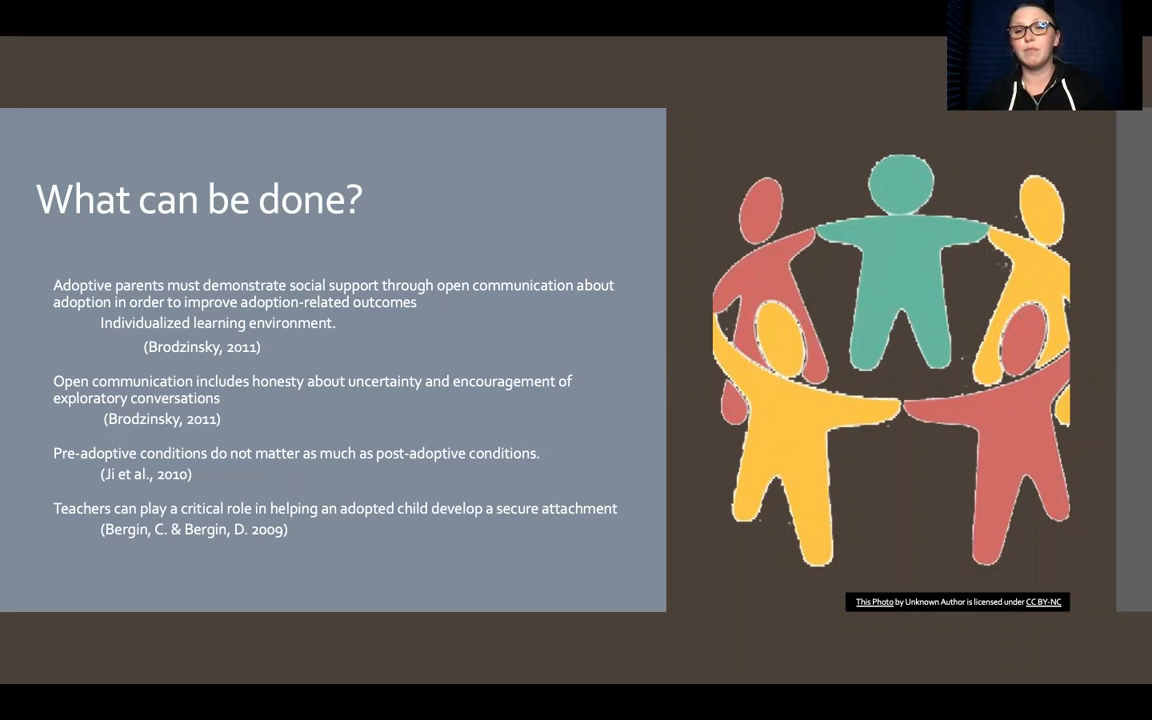 What can be done?
Adoptive parents must demonstrate social support through open communication about
adoption in order to improve adoption-related outcomes
Individualized learning environment.
(Brodzinsky, 2011)
Open communication includes honesty about uncertainty and encouragement of
exploratory conversations
(Brodzinsky, 2011)
Pre-adoptive conditions do not matter as much as post-adoptive conditions.
(Ji et al., 2010)
Teachers can play a critical role in helping an adopted child develop a secure attachment
(Bergin, C. & Bergin, D. 2009)
This Photo by Unknown Author is licensed under CC BY-NC